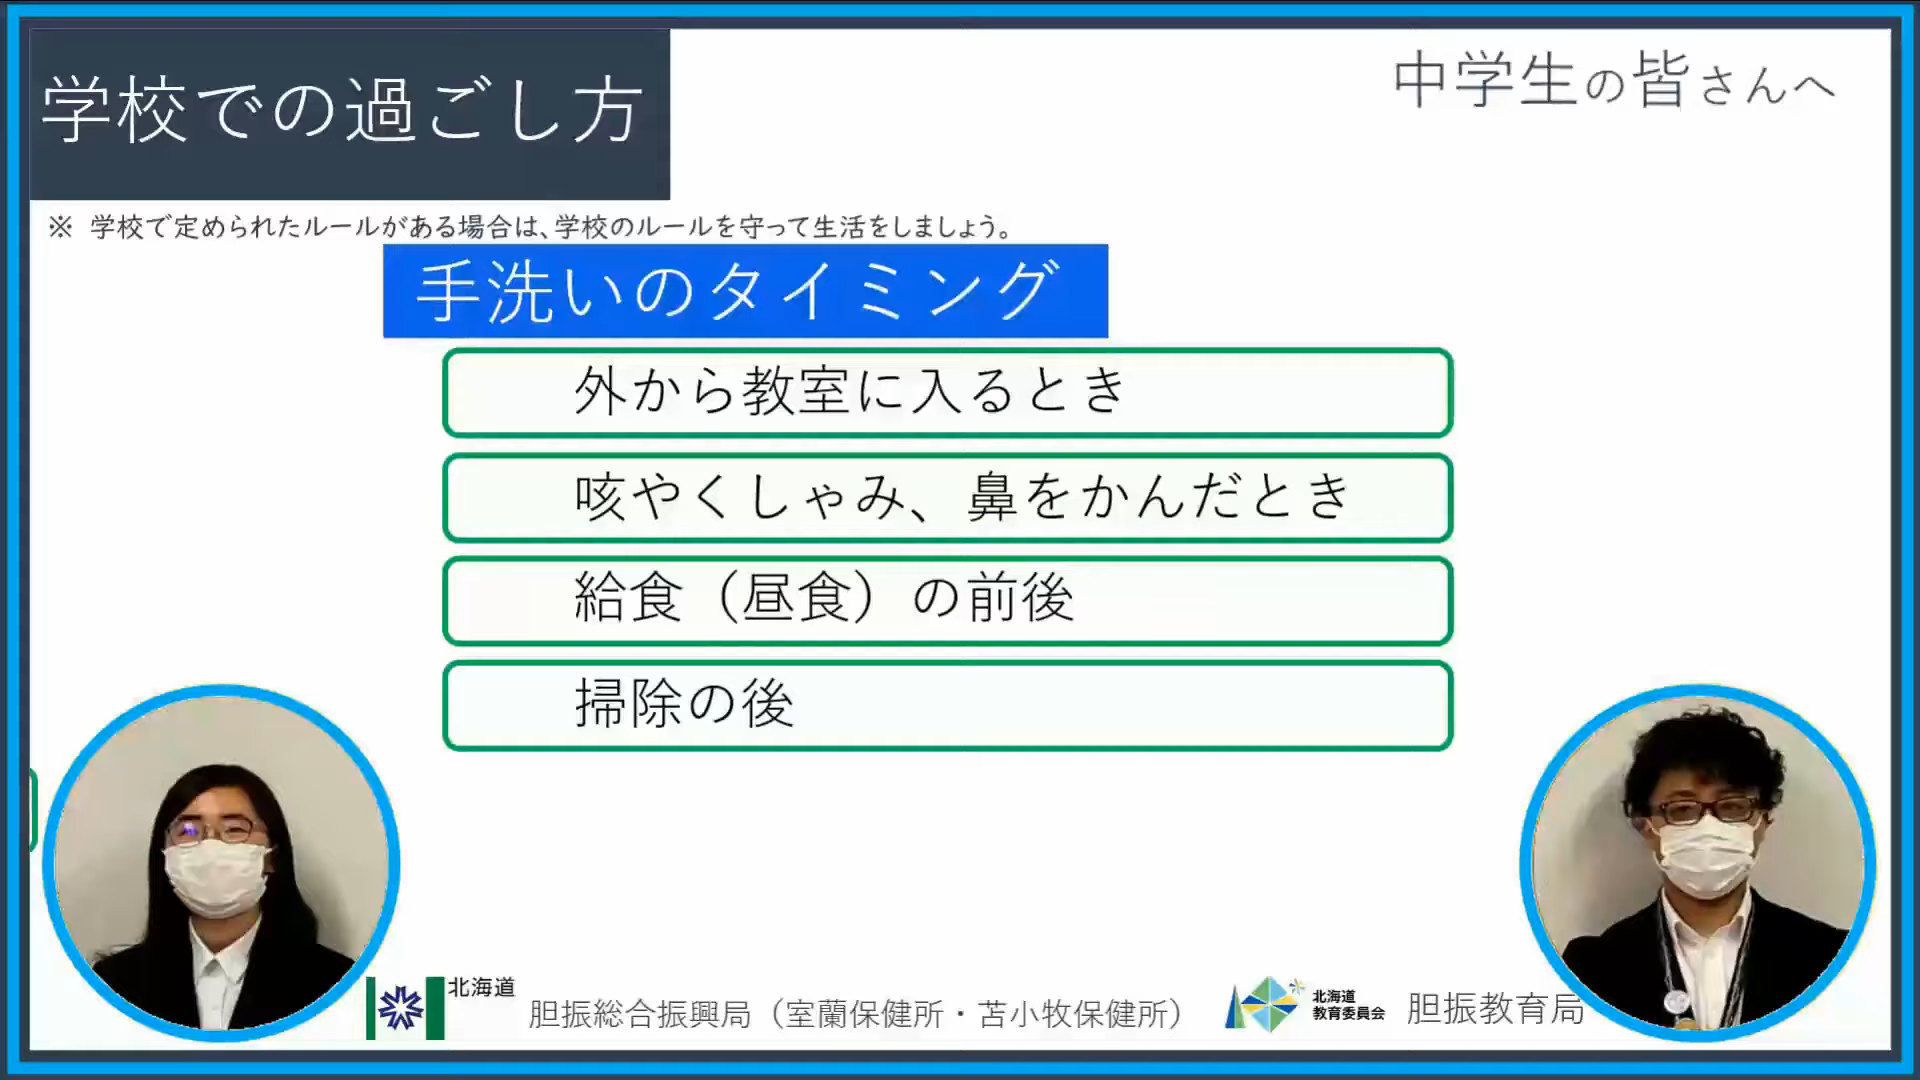 学校での過ごし方
中学生の皆さんへ
※ 学校で定められたルールがある場合は、学校のルールを守って生活をしましょう。
手洗いのタイミング
外から教室に入るとき
咳やくしゃみ、鼻をかんだとき
給食（昼食）の前後
掃除の後
北海道
胆振総合振興局（室蘭保健所・苫小牧保健所）
北海道
教育委員会
胆振教育局